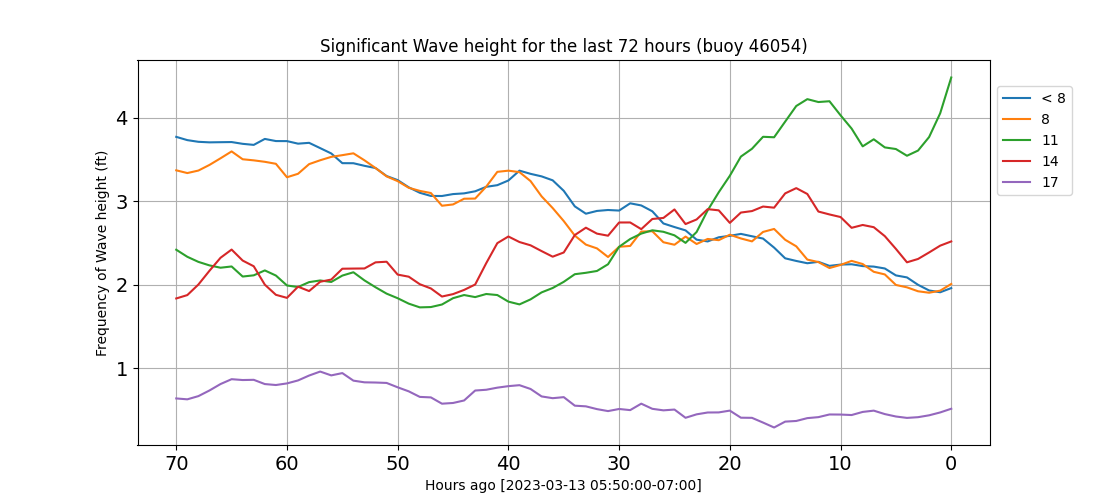 Significant Wave height for the last 72 hours (buoy 46054)
Frequency of Wave height (ft)
4
3
2
1
70 60 50 40 30 20 10 0
Hours ago [2023-03-13 05:50:00-07:00]
< 8
8
11
14
17